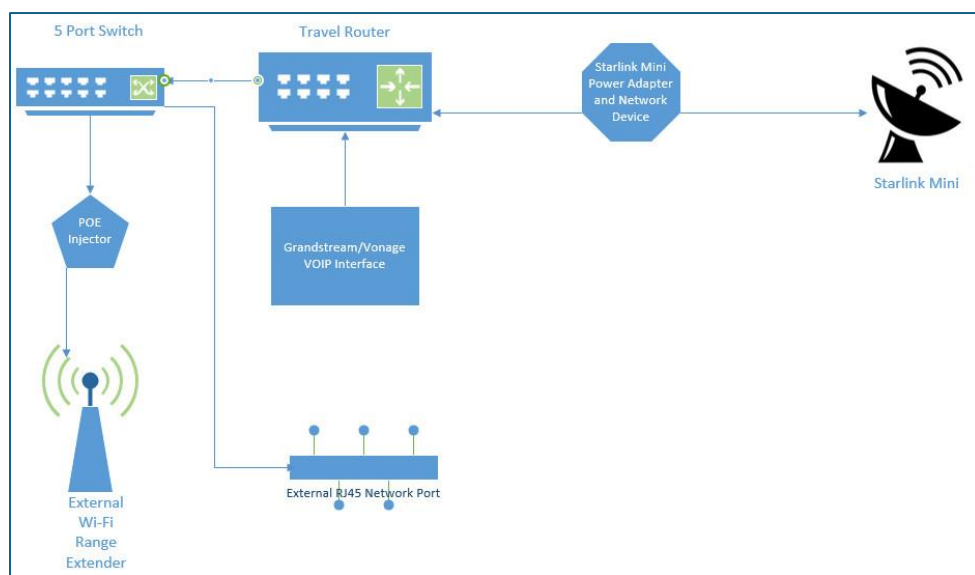 5 Port Switch
Travel Router
Starlink Mini
Power Adapter
and Network
Device
Starlink Mini
POE
Injector
Grandstream/Vonage
VOIP Interface
External RJ45 Network Port
External
Wi-Fi
Range
Extender